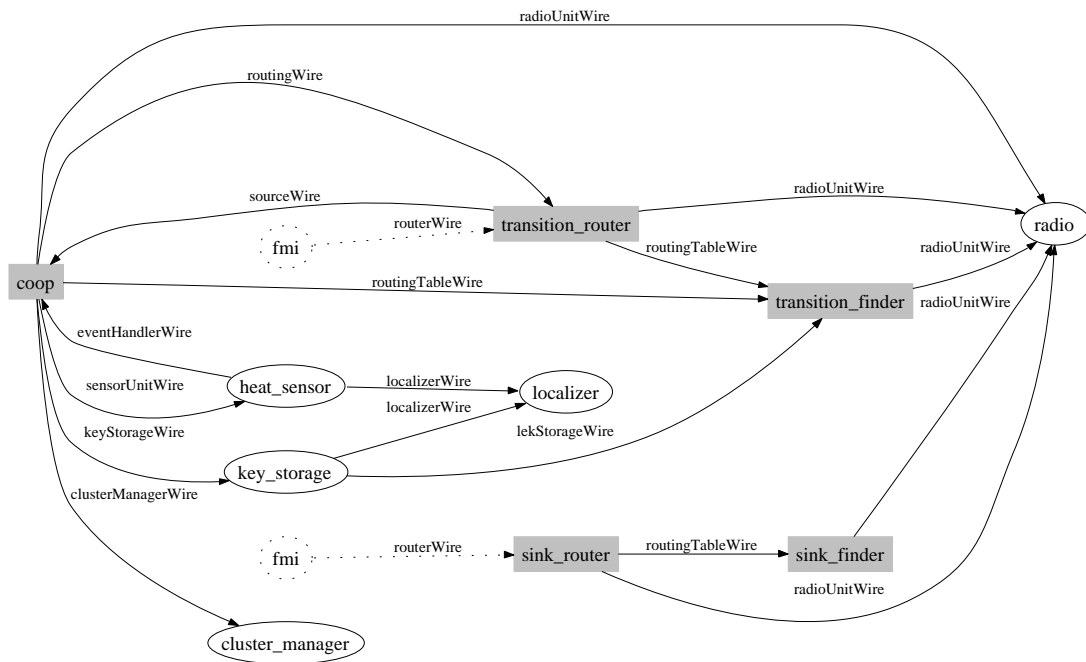 radioUnitWire
routingWire
sourceWire
transition_router
radioUnitWire
routerWire
fmi
radio
routingTableWire
radioUnitWire
coop
routingTableWire
transition_finder
radioUnitWire
eventHandlerWire
sensorUnitWire
heat_sensor
localizerWire
localizer
localizerWire
keyStorageWire
lekStorageWire
key_storage
clusterManagerWire
fmi
routerWire
sink_router
routingTableWire
sink_finder
radioUnitWire
cluster_manager